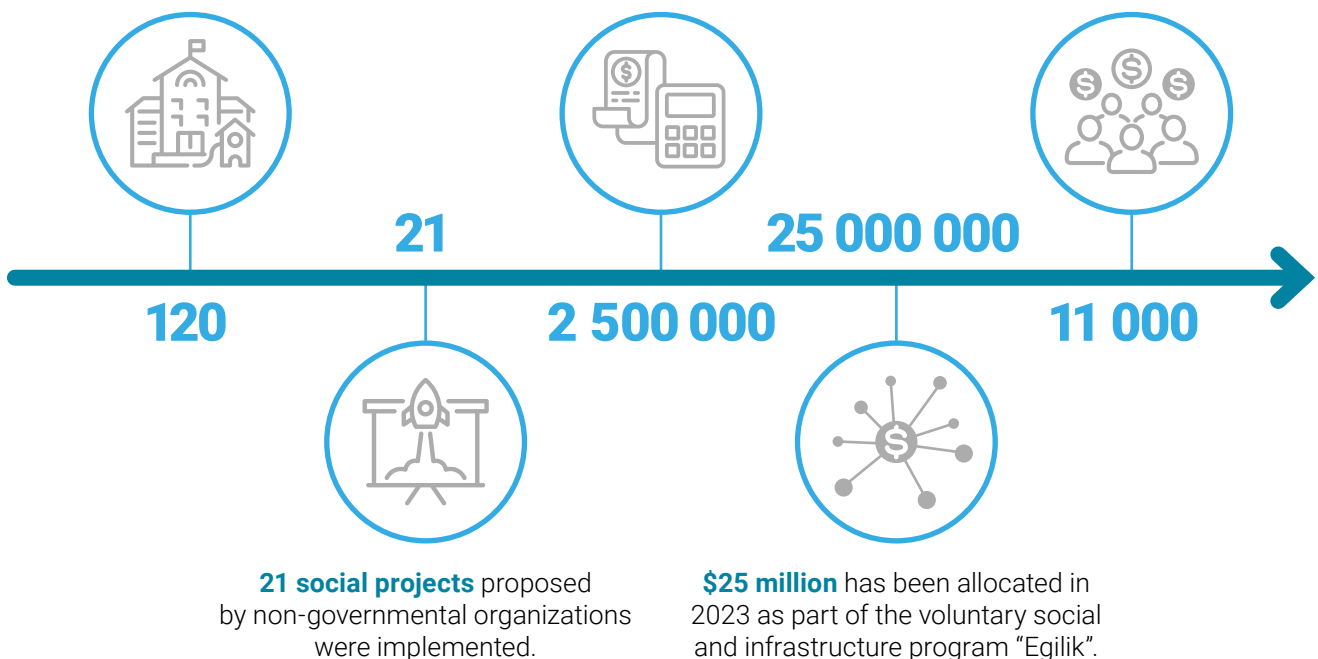 21
25 000 000
120
2 500 000
11 000
21 social projects proposed
by non-governmental organizations
were implemented.
$25 million has been allocated in
2023 as part of the voluntary social
and infrastructure program “Egilik”.